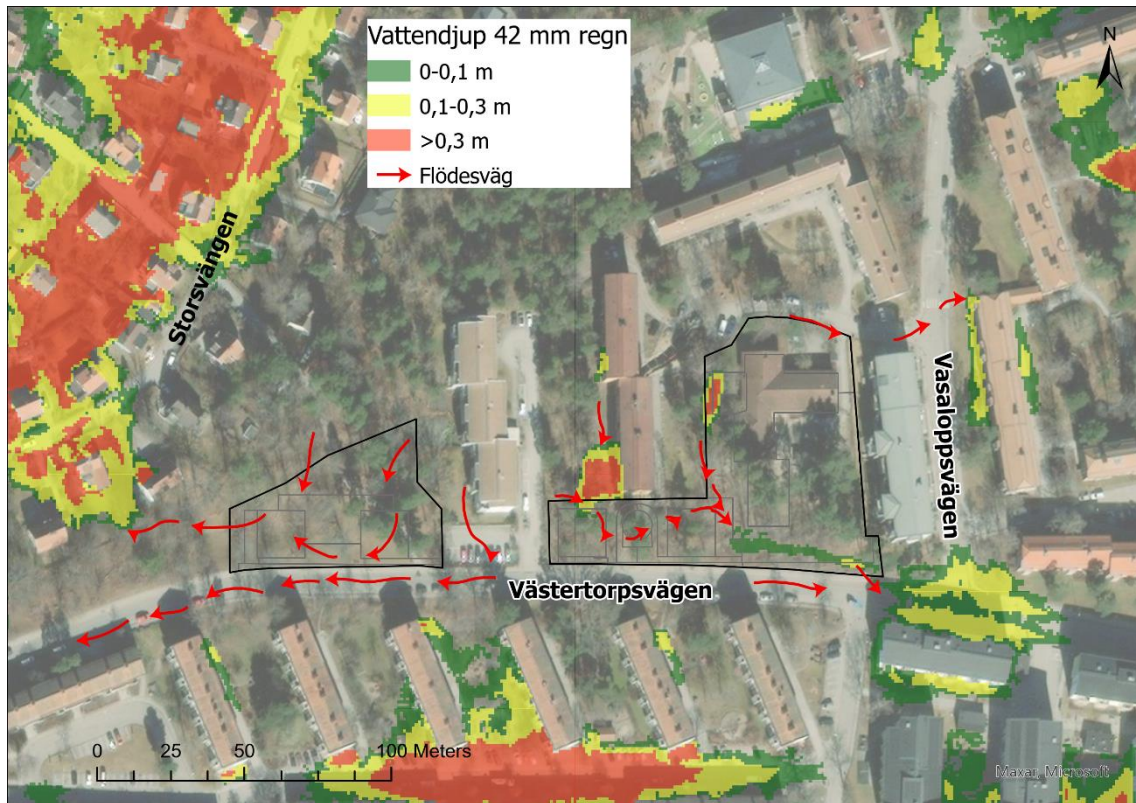 Vattendjup 42 mm regn
0-0,1 m
0,1-0,3 m
>0,3 m
Flödesväg
N
Storsvängen
Vasaloppsvägen
Västertorpsvägen
0 25 50 100 Meters
Maxar, Microsoft